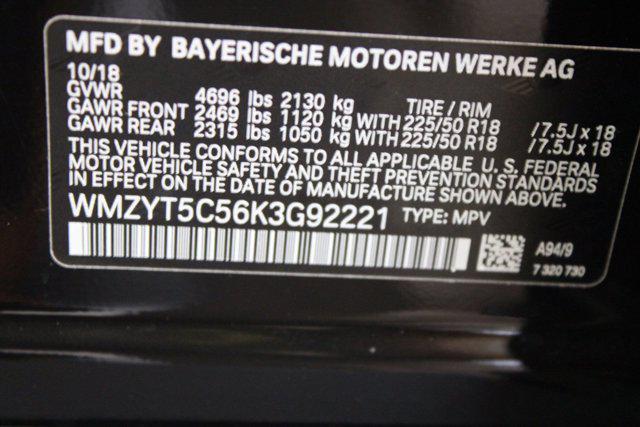 MFD BY BAYERISCHE MOTOREN WERKE AG
10/18
GVWR 4696 lbs 2130 kg TIRE / RIM
GAWR FRONT 2469 lbs 1120 kg WITH 225/50 R18 /7.5J x 18
GAWR REAR 2315 lbs 1050 kg WITH 225/50 R18 /7.5J x 18
THIS VEHICLE CONFORMS TO ALL APPLICABLE U. S. FEDERAL
MOTOR VEHICLE SAFETY AND THEFT PREVENTION STANDARDS
IN EFFECT ON THE DATE OF MANUFACTURE SHOWN ABOVE.
WMZYT5C56K3G92221 TYPE: MPV
A94/9
7 320 730